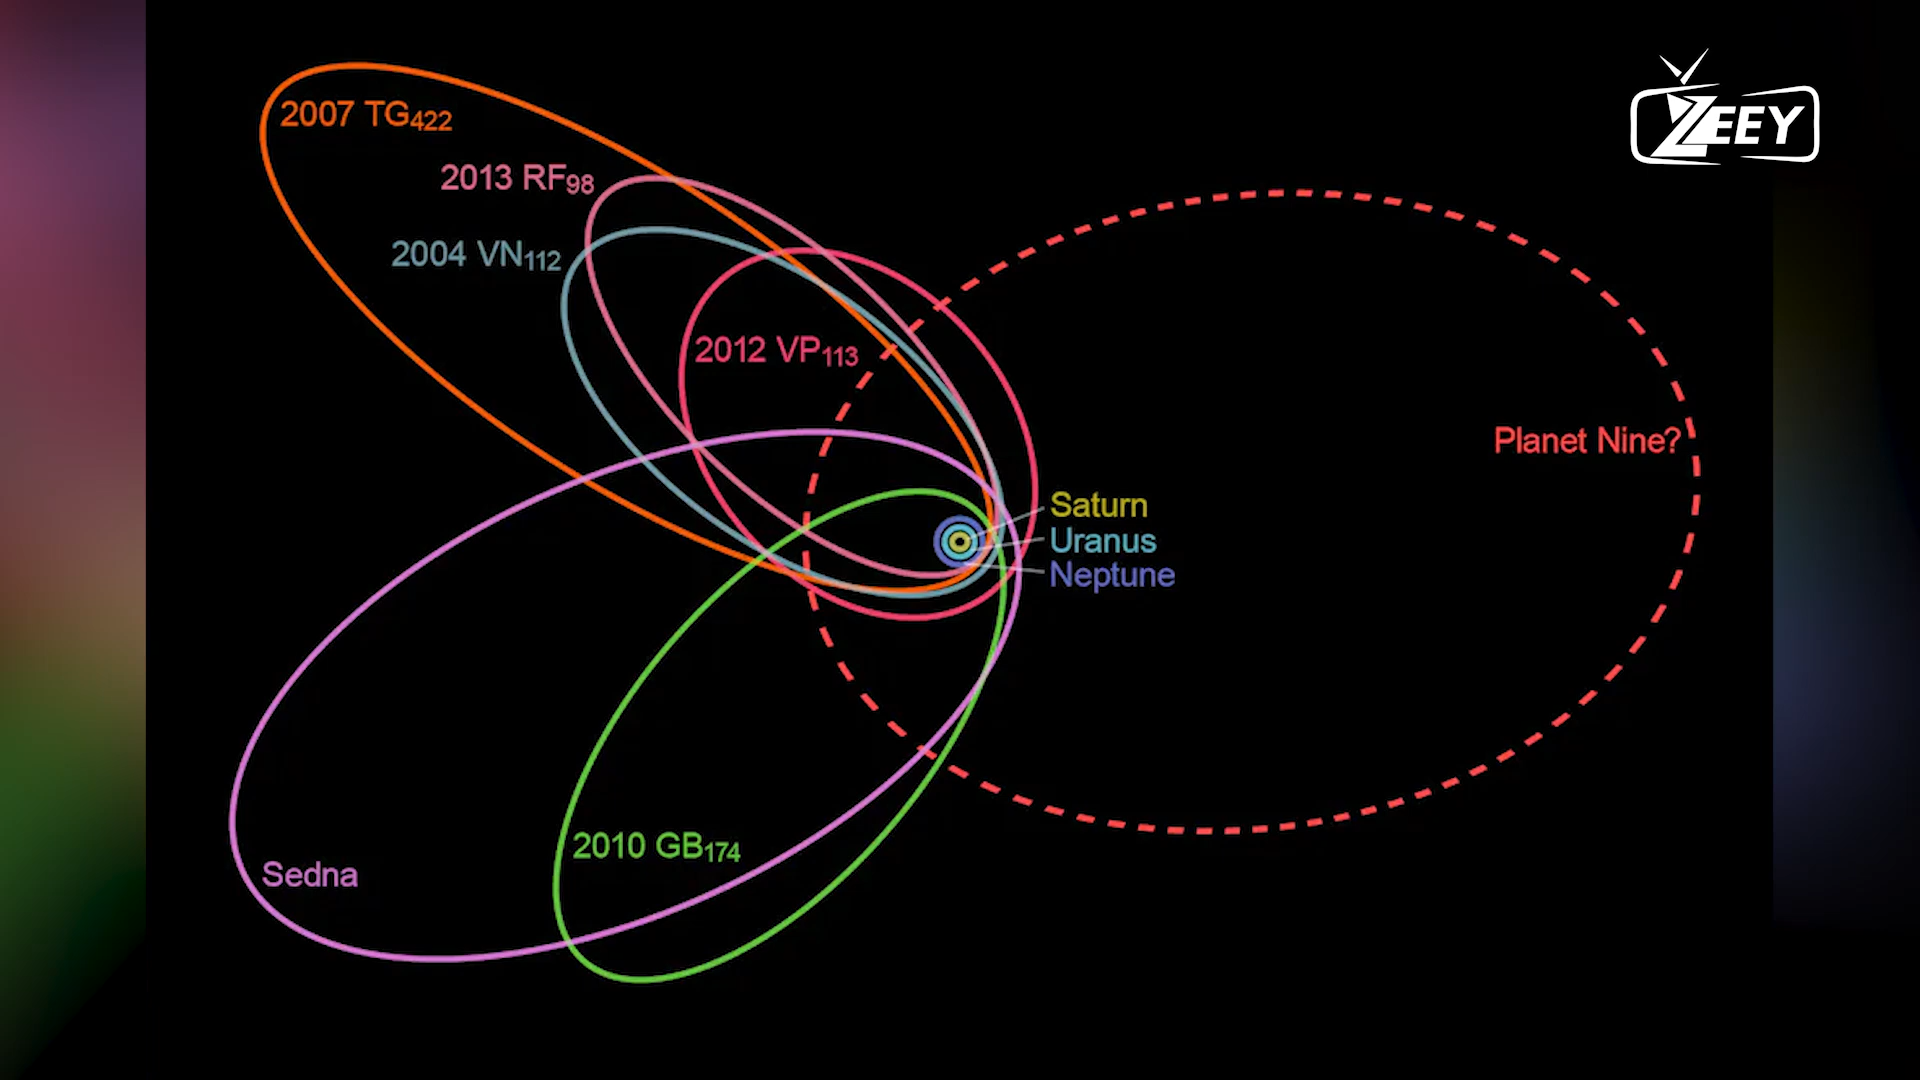 ZEEY
2007 TG422
2013 RF98
2004 VN112
2012 VP113
Planet Nine?
Saturn
Uranus
Neptune
2010 GB174
Sedna